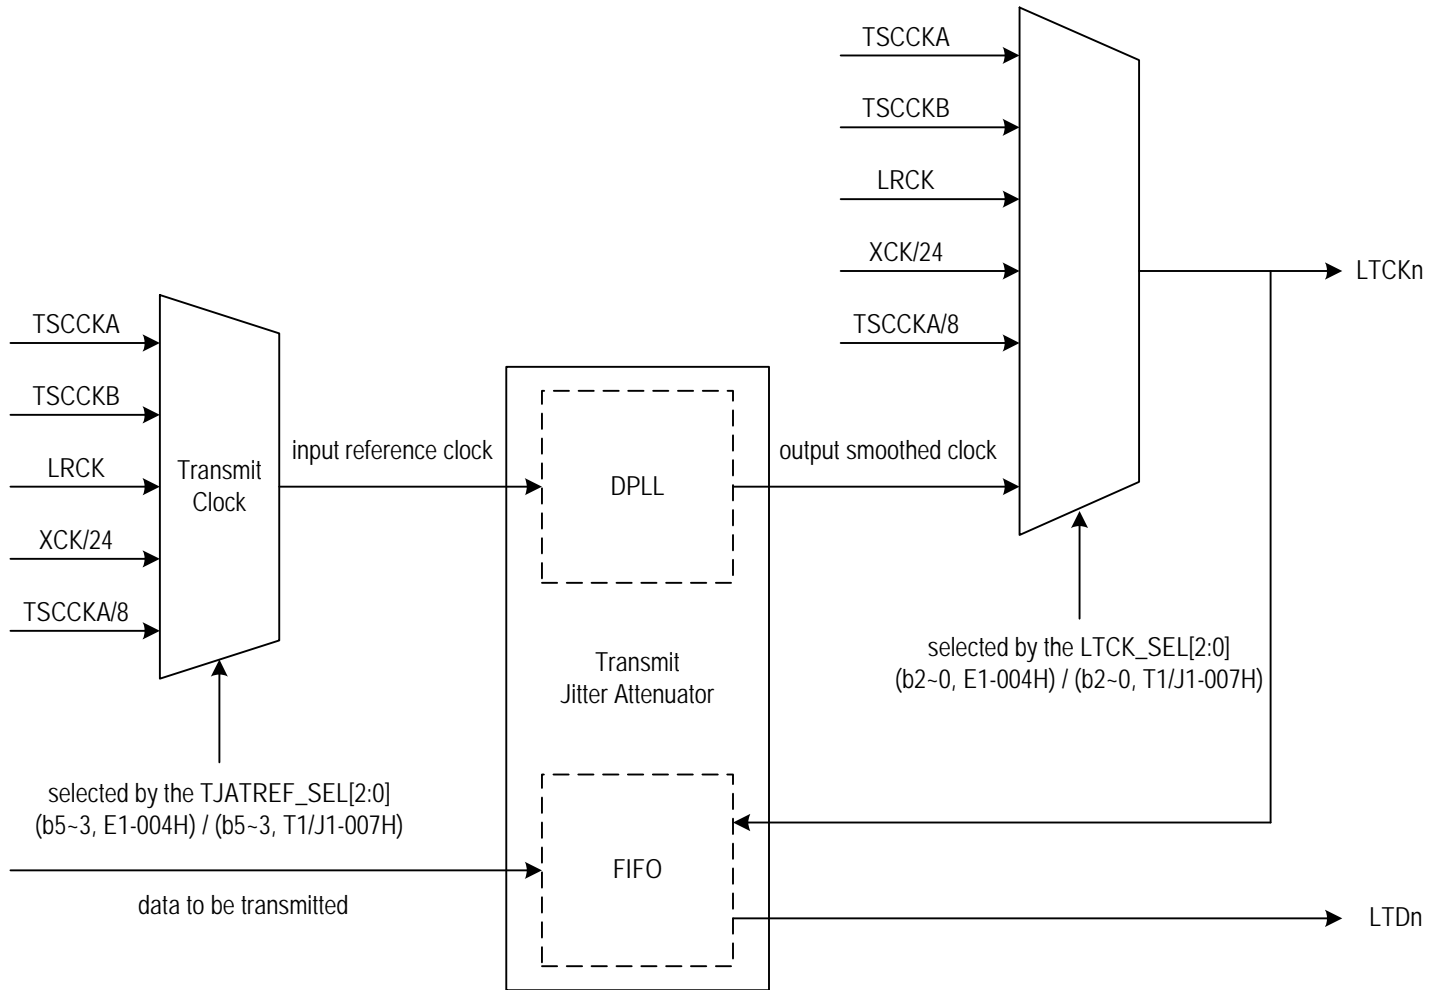 TSCCKA
TSCCKB
LRCK
XCK/24
TSCCKA/8
LTCKn
TSCCKA
TSCCKB
LRCK
XCK/24
TSCCKA/8
Transmit
Clock
input reference clock
DPLL
output smoothed clock
Transmit
Jitter Attenuator
selected by the LTCK_SEL[2:0]
(b2~0, E1-004H) / (b2~0, T1/J1-007H)
selected by the TJATREF_SEL[2:0]
(b5~3, E1-004H) / (b5~3, T1/J1-007H)
FIFO
data to be transmitted
LTDn